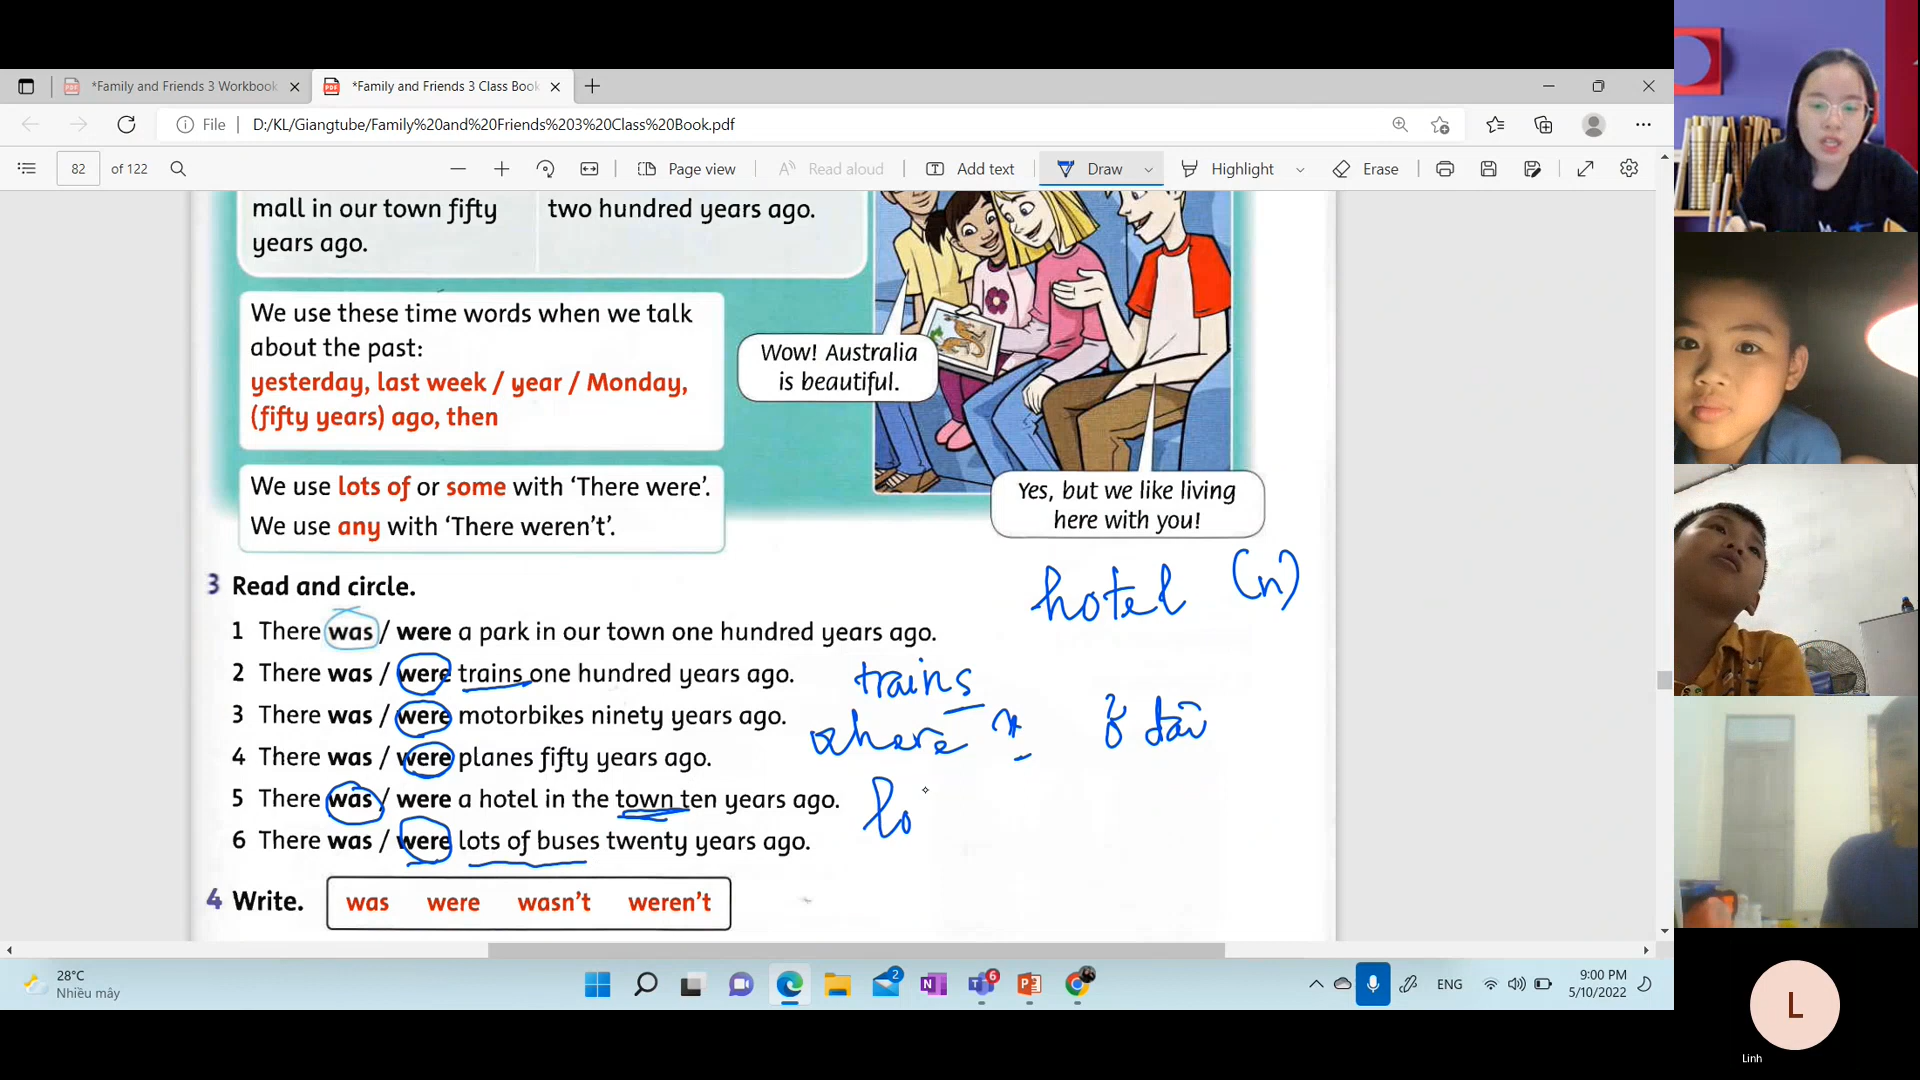 *Family and Friends 3 Workbook
*Family and Friends 3 Class Book
File D:/KL/Giangtube/Family%20and%20Friends%203%20Class%20Book.pdf
82 of 122
Page view Read aloud Add text Draw Highlight Erase
mall in our town fifty
years ago.
two hundred years ago.
We use these time words when we talk
about the past:
yesterday, last week / year / Monday,
(fifty years) ago, then
Wow! Australia
is beautiful.
We use lots of or some with ‘There were’.
We use any with ‘There weren’t’.
Yes, but we like living
here with you!
hotel (n)
3 Read and circle.
1 There was / were a park in our town one hundred years ago.
2 There was / were trains one hundred years ago.
trains
3 There was / were motorbikes ninety years ago.
where ở đâu
4 There was / were planes fifty years ago.
5 There was / were a hotel in the town ten years ago.
lo
6 There was / were lots of buses twenty years ago.
4 Write. was were wasn’t weren’t
28°C
Nhiều mây
2
6
ENG
9:00 PM
5/10/2022
L
Linh